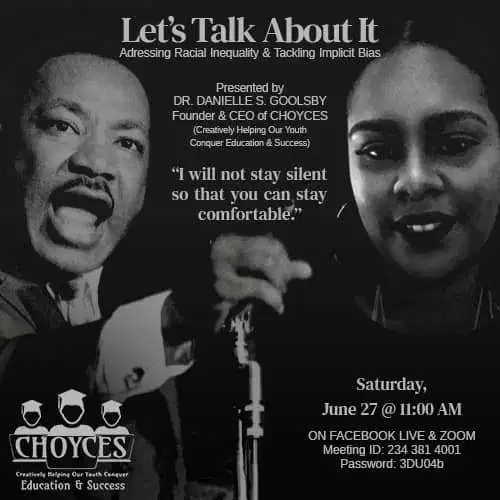 Let's Talk About It
Adressing Racial Inequality & Tackling Implicit Bias
Presented by
DR. DANIELLE S. GOOLSBY
Founder & CEO of CHOYCES
(Creatively Helping Our Youth
Conquer Education & Success)
“I will not stay silent
so that you can stay
comfortable.”
Saturday,
June 27 @ 11:00 AM
ON FACEBOOK LIVE & ZOOM
Meeting ID: 234 381 4001
Password: 3DU04b
CHOYCES
Creatively Helping Our Youth Conquer
Education & Success